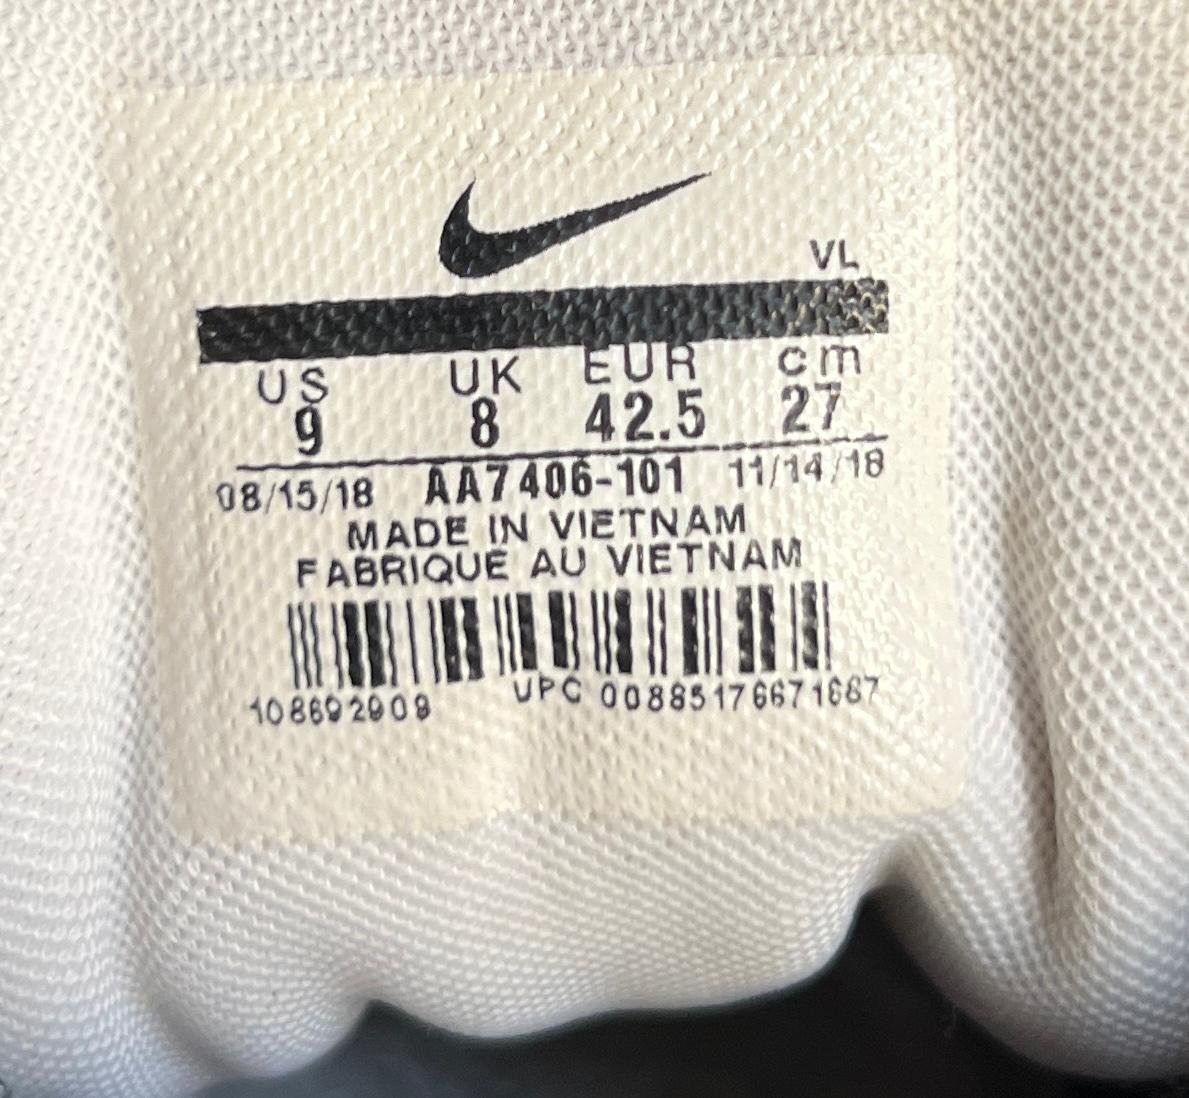 VL
US UK EUR cm
9 8 42.5 27
08/15/18 AA7406-101 11/14/18
MADE IN VIETNAM
FABRIQUE AU VIETNAM
UPC 00885176671687